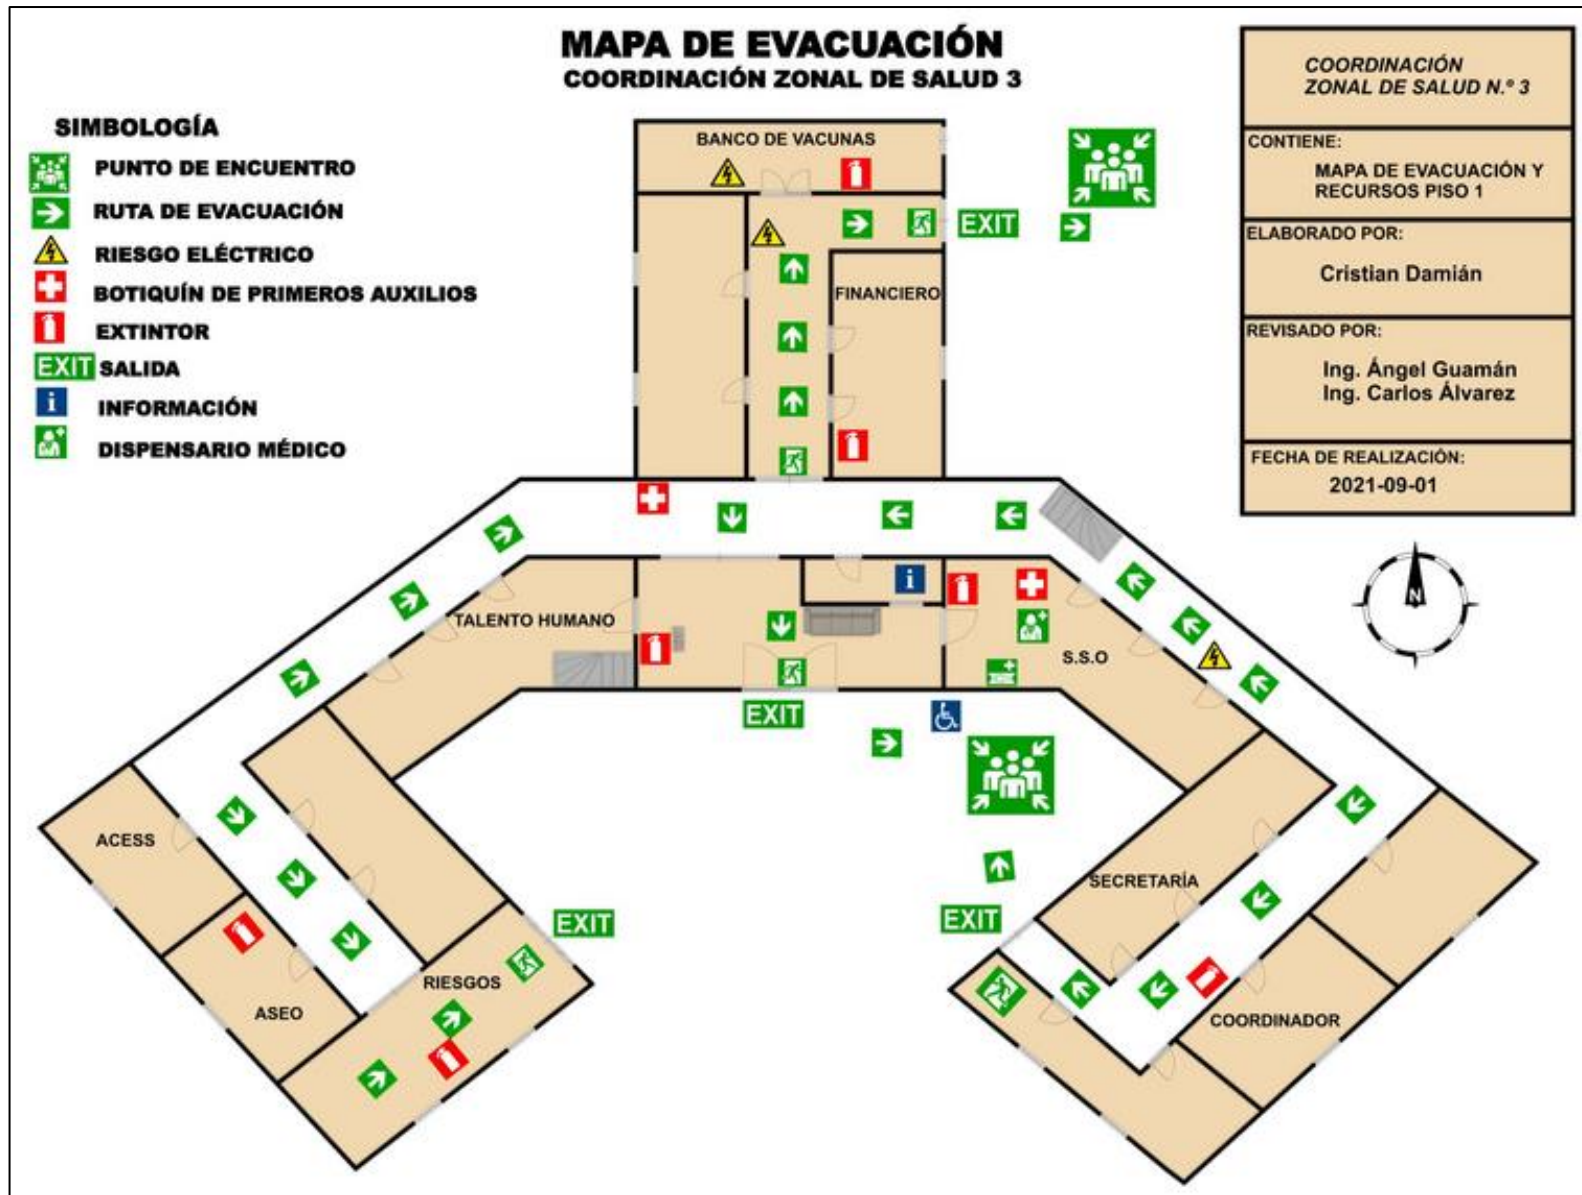 MAPA DE EVACUACIÓN
COORDINACIÓN ZONAL DE SALUD 3
SIMBOLOGÍA
PUNTO DE ENCUENTRO
RUTA DE EVACUACIÓN
RIESGO ELÉCTRICO
BOTIQUÍN DE PRIMEROS AUXILIOS
EXTINTOR
EXIT SALIDA
i INFORMACIÓN
DISPENSARIO MÉDICO
COORDINACIÓN
ZONAL DE SALUD N.º 3
CONTIENE:
MAPA DE EVACUACIÓN Y
RECURSOS PISO 1
ELABORADO POR:
Cristian Damián
REVISADO POR:
Ing. Ángel Guamán
Ing. Carlos Álvarez
FECHA DE REALIZACIÓN:
2021-09-01
N
BANCO DE VACUNAS
EXIT
FINANCIERO
i
TALENTO HUMANO
S.S.O
EXIT
ACESS
SECRETARÍA
EXIT
EXIT
RIESGOS
ASEO
COORDINADOR